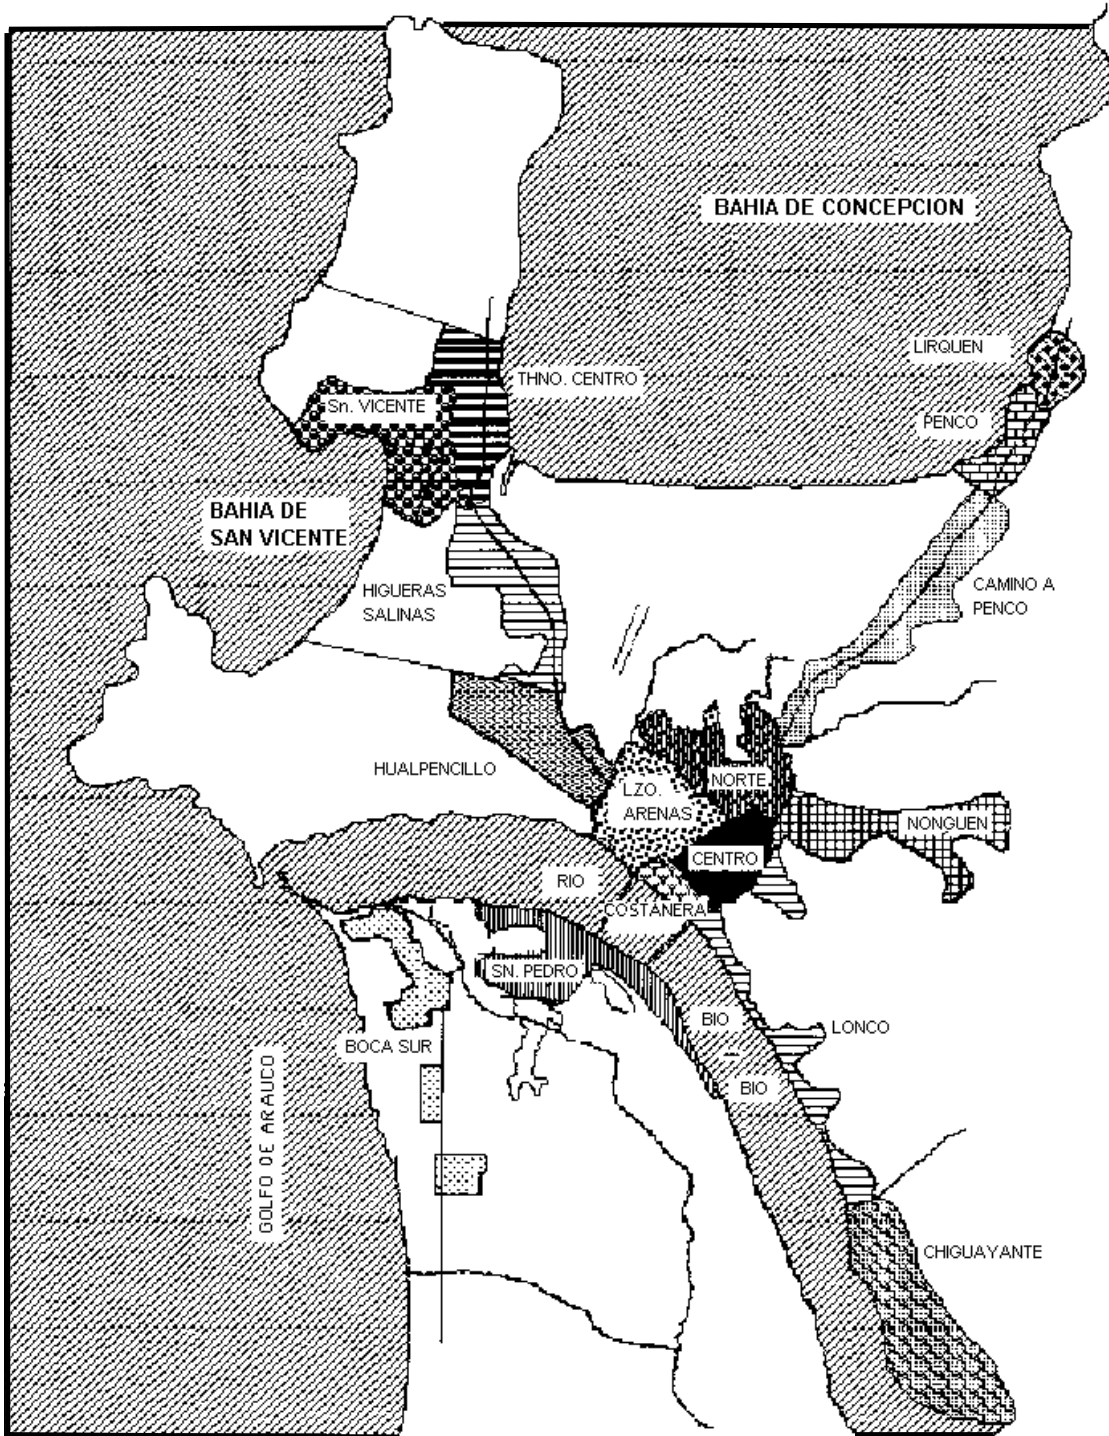 BAHIA DE CONCEPCION
LIRQUEN
THNO. CENTRO
Sn. VICENTE
PENCO
BAHIA DE
SAN VICENTE
HIGUERAS
SALINAS
CAMINO A
PENCO
HUALPENCILLO
NORTE
LZO.
ARENAS
NONGUEN
CENTRO
RIO
COSTANERA
SN. PEDRO
BIO
–
BIO
LONCO
BOCA SUR
GOLFO DE ARAUCO
CHIGUAYANTE